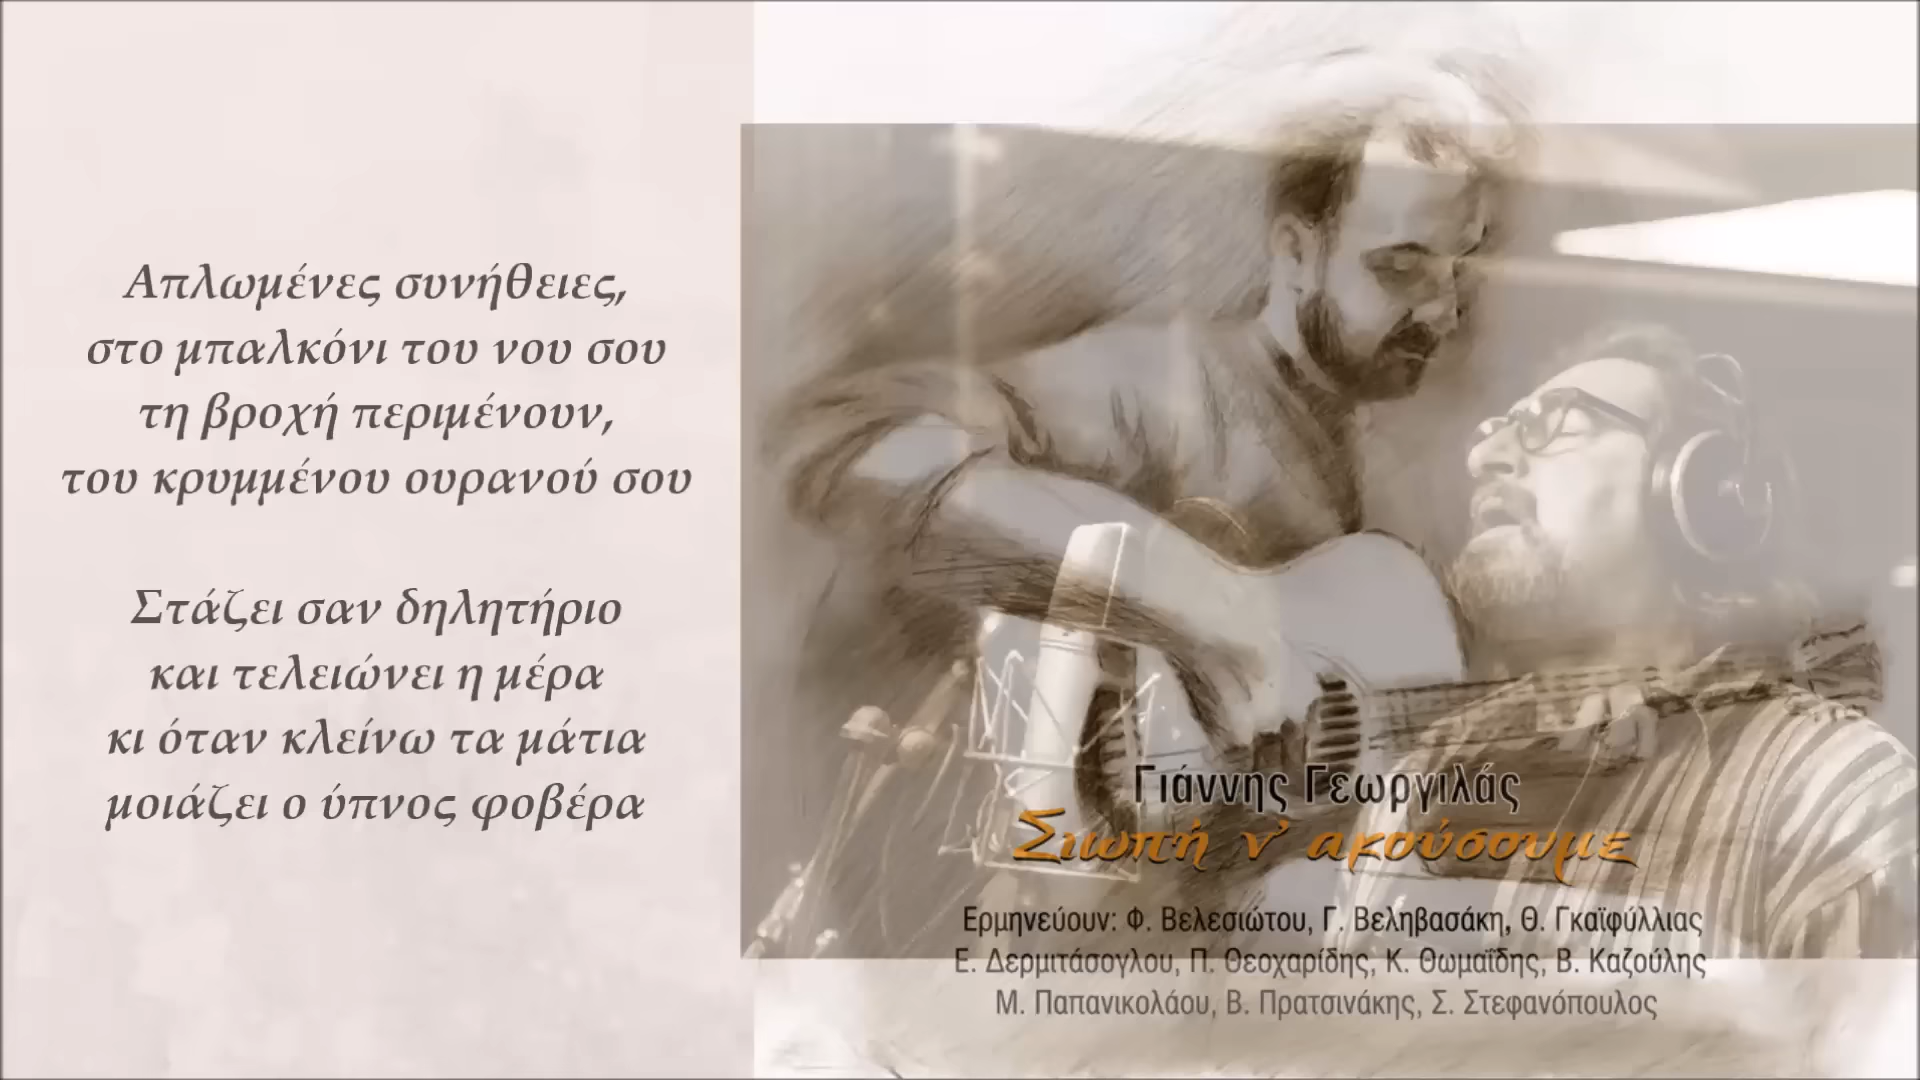 Απλωμένες συνήθειες,
στο μπαλκόνι του νου σου
τη βροχή περιμένουν,
του κρυμμένου ουρανού σου
Στάζει σαν δηλητήριο
και τελειώνει η μέρα
κι όταν κλείνω τα μάτια
μοιάζει ο ύπνος φοβέρα
Γιάννης Γεωργιλάς
Σιωπή ν' ακούσουμε
Ερμηνεύουν: Φ. Βελεσιώτου, Γ. Βεληβασάκη, Θ. Γκαϊφύλλιας
Ε. Δερμιτάσογλου, Π. Θεοχαρίδης, Κ. Θωμαΐδης, Β. Καζούλης
Μ. Παπανικολάου, Β. Πρατσινάκης, Σ. Στεφανόπουλος